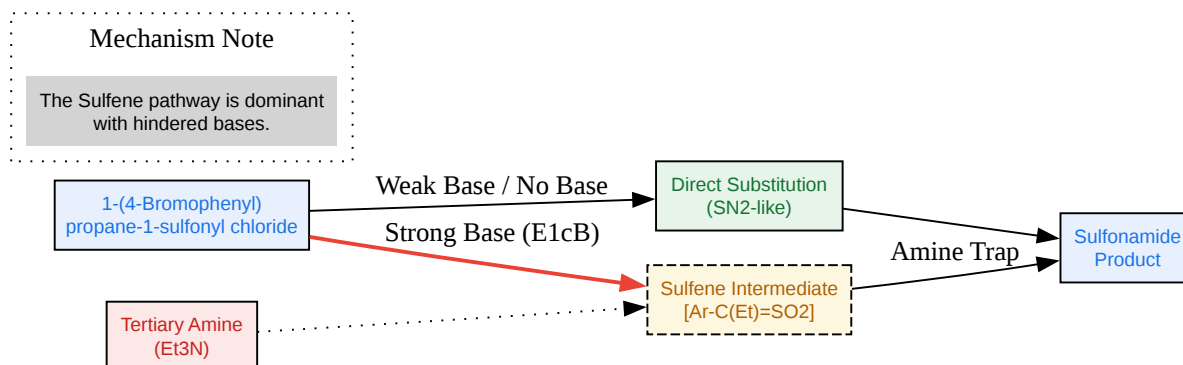 Mechanism Note
The Sulfene pathway is dominant
with hindered bases.
1-(4-Bromophenyl)
propane-1-sulfonyl chloride
Weak Base / No Base
Strong Base (E1cB)
Direct Substitution
(SN2-like)
Sulfene Intermediate
[Ar-C(Et)=SO2]
Amine Trap
Sulfonamide
Product
Tertiary Amine
(Et3N)